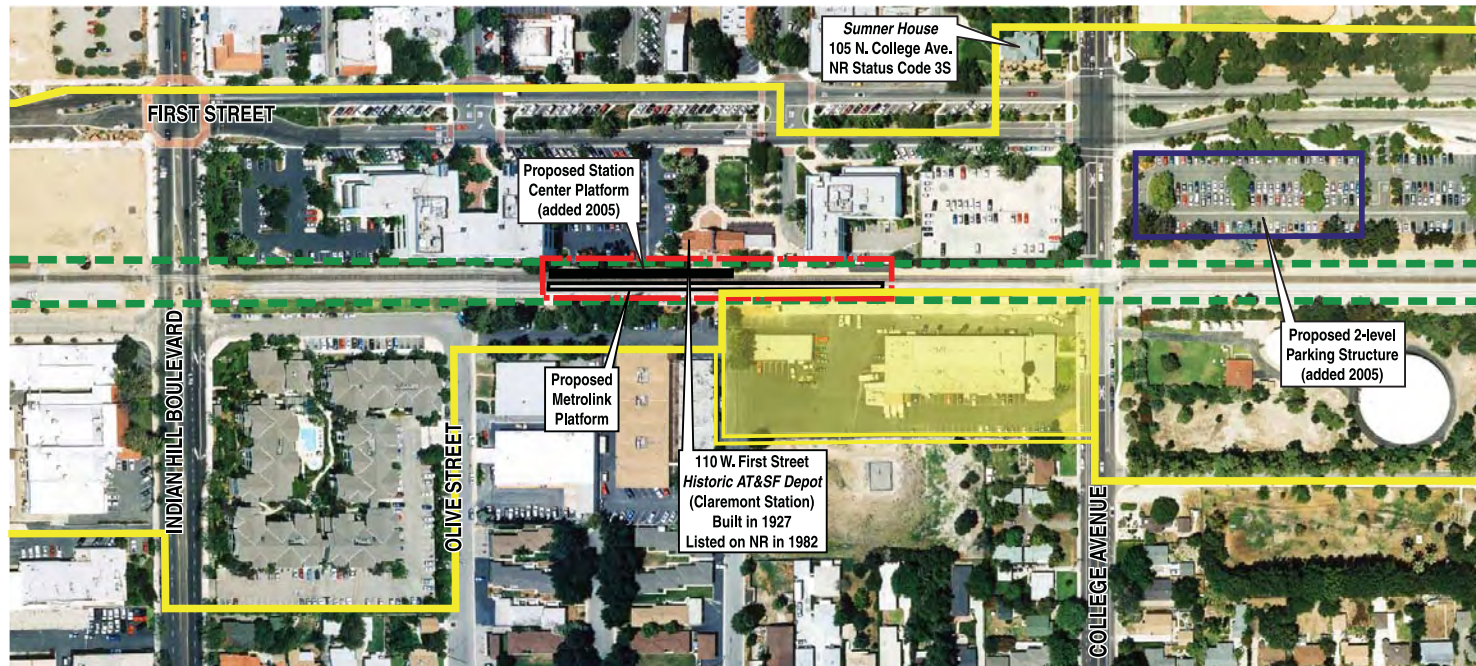 Sumner House
105 N. College Ave.
NR Status Code 3S
FIRST STREET
Proposed Station
Center Platform
(added 2005)
Proposed 2-level
Parking Structure
(added 2005)
Proposed
Metrolink
Platform
110 W. First Street
Historic AT&SF Depot
(Claremont Station)
Built in 1927
Listed on NR in 1982
INDIAN HILL BOULEVARD
OLIVE STREET
COLLEGE AVENUE